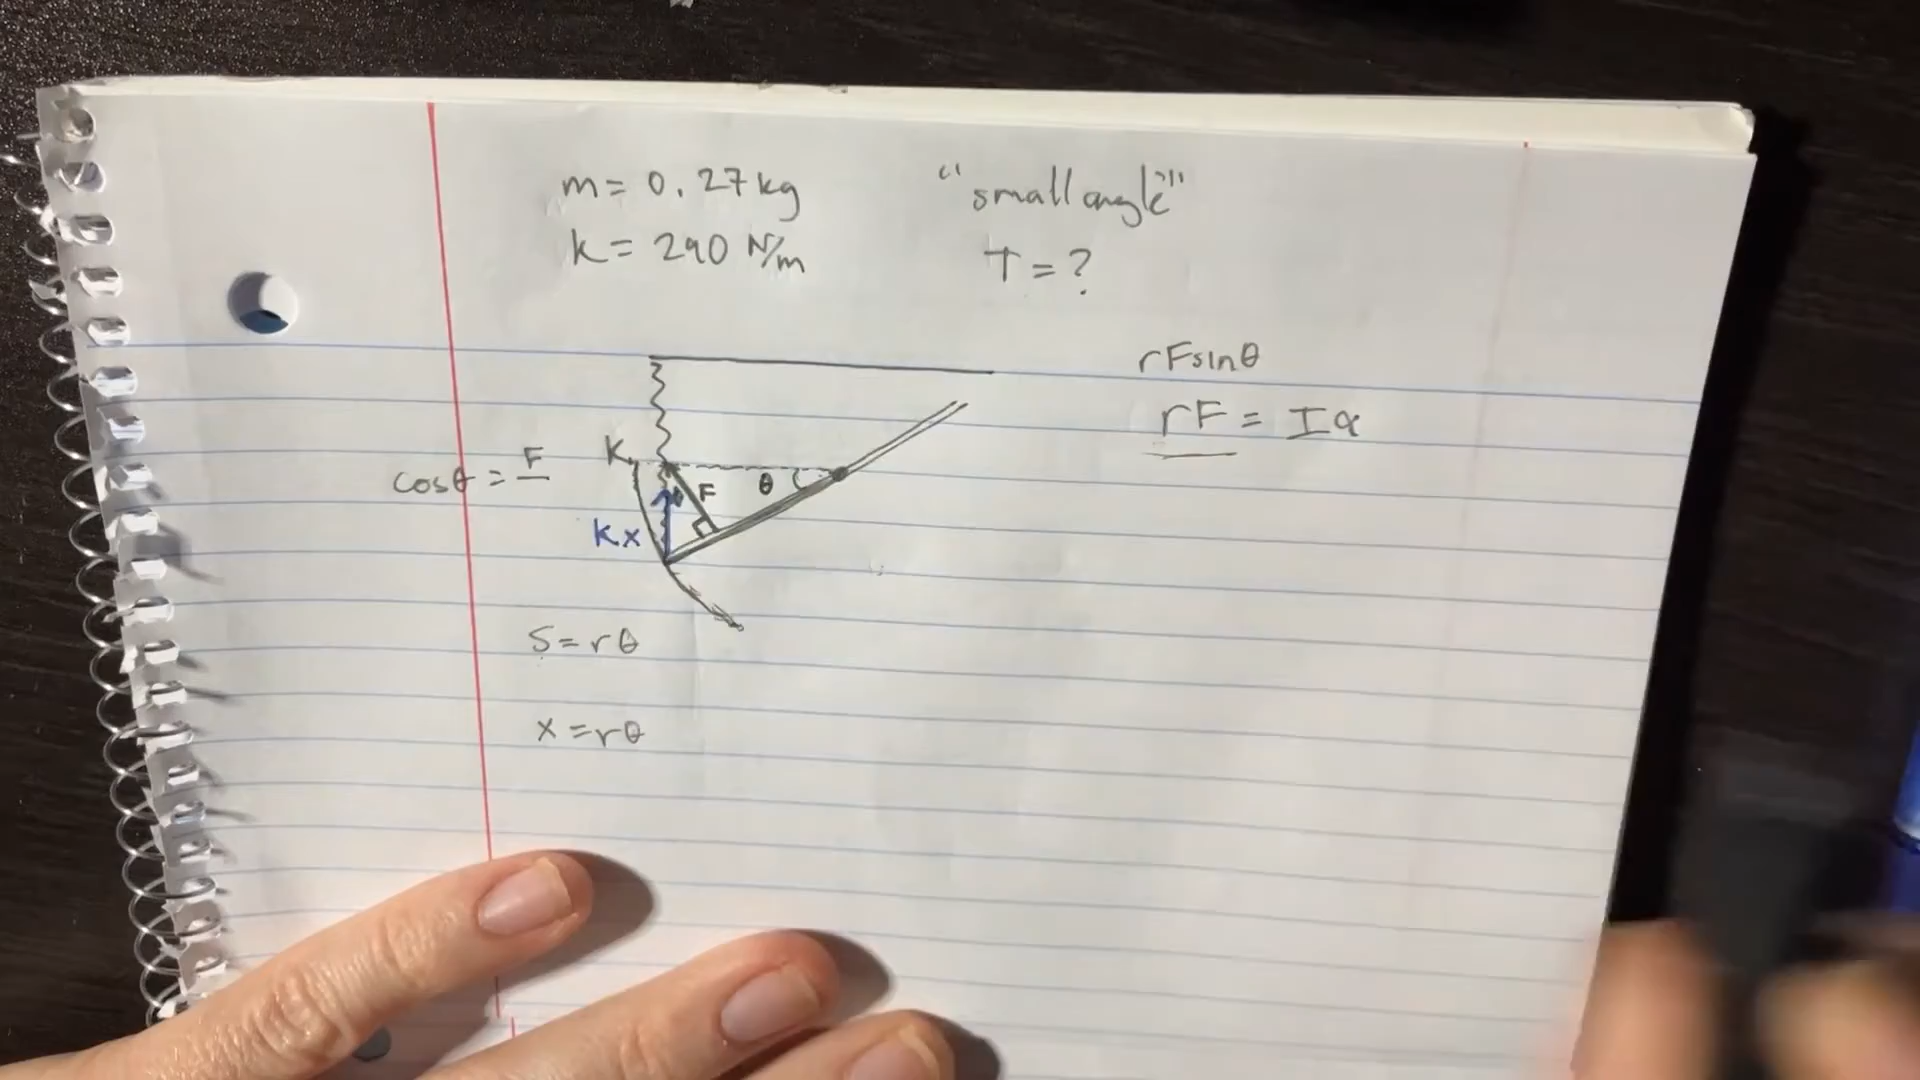 m = 0.27 kg
k = 290 N/m
"small angle"
T = ?
rFsinθ
rF = Iα
cosθ = F
k
F
θ
kx
S = rθ
x = rθ